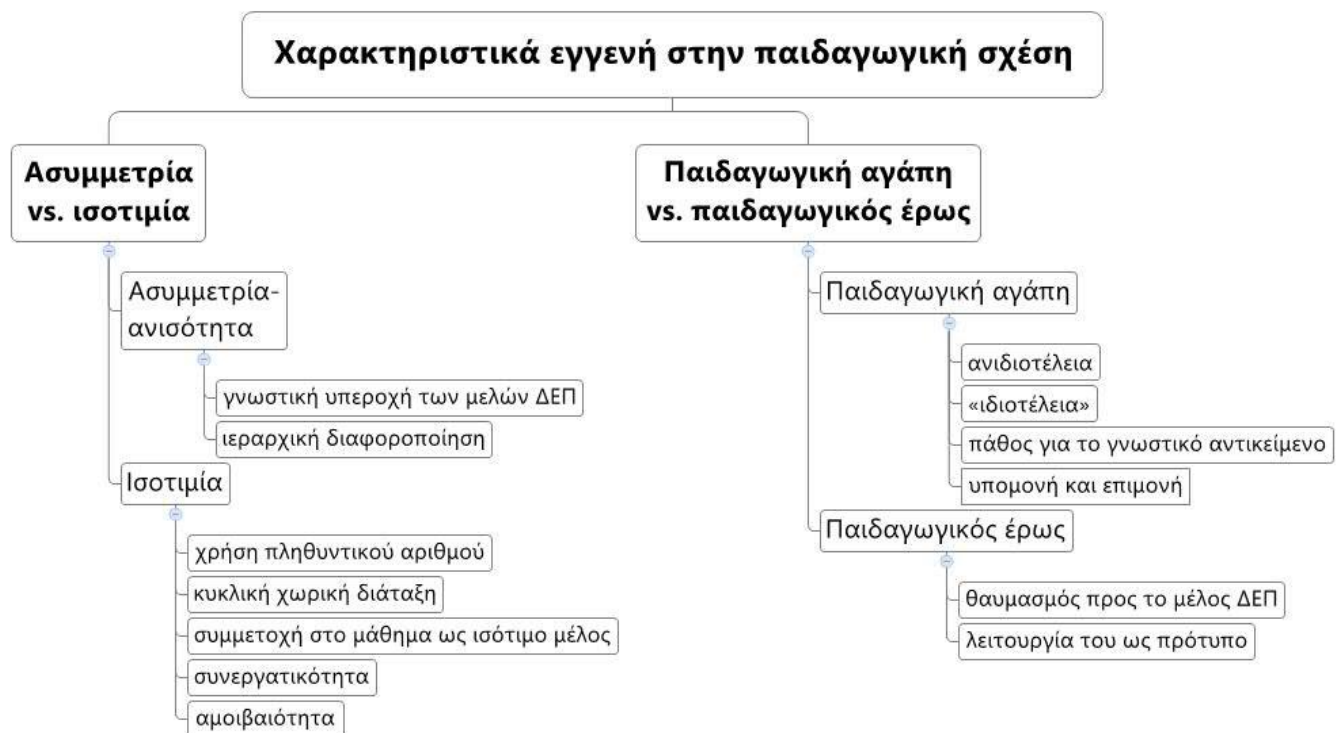 Χαρακτηριστικά εγγενή στην παιδαγωγική σχέση
Ασυμμετρία
vs. ισοτιμία
Ασυμμετρία-
ανισότητα
γνωστική υπεροχή των μελών ΔΕΠ
ιεραρχική διαφοροποίηση
Ισοτιμία
χρήση πληθυντικού αριθμού
κυκλική χωρική διάταξη
συμμετοχή στο μάθημα ως ισότιμο μέλος
συνεργατικότητα
αμοιβαιότητα
Παιδαγωγική αγάπη
vs. παιδαγωγικός έρως
Παιδαγωγική αγάπη
ανιδιοτέλεια
«ιδιοτέλεια»
πάθος για το γνωστικό αντικείμενο
υπομονή και επιμονή
Παιδαγωγικός έρως
θαυμασμός προς το μέλος ΔΕΠ
λειτουργία του ως πρότυπο